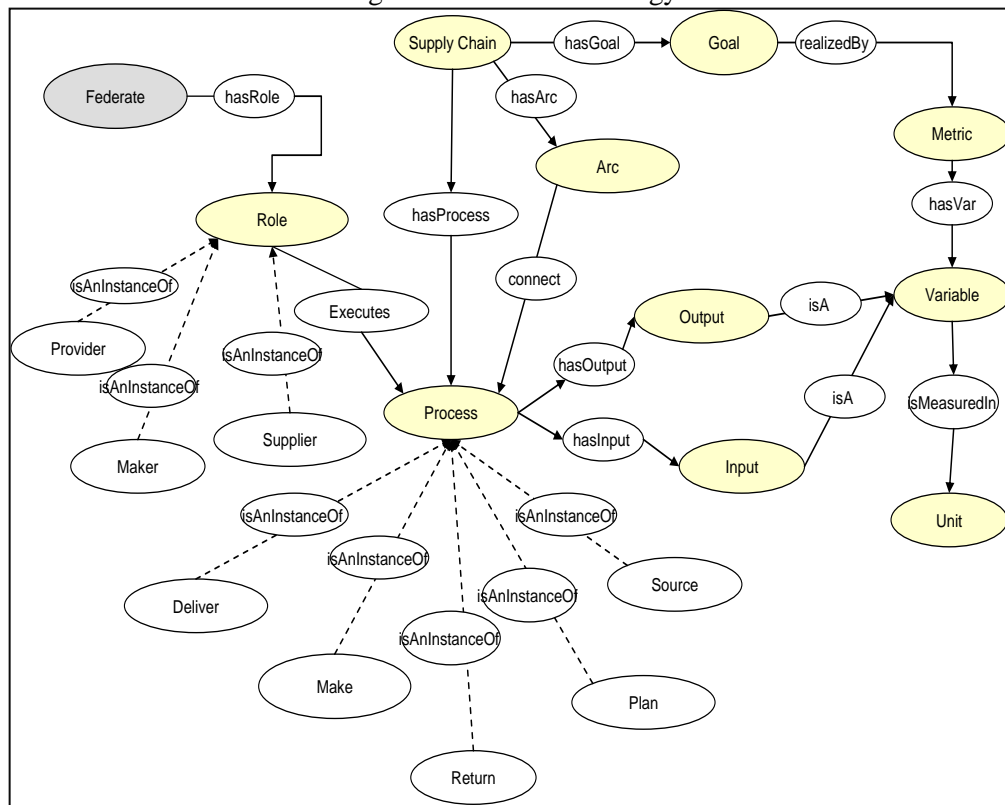 Supply Chain
hasGoal
Goal
realizedBy
Federate
hasRole
hasArc
Metric
Arc
Role
hasProcess
hasVar
isAnInstanceOf
connect
Executes
Output
isA
Variable
Provider
isAnInstanceOf
hasOutput
isAnInstanceOf
isA
isMeasuredIn
Process
Supplier
hasInput
Maker
Input
isAnInstanceOf
isAnInstanceOf
Unit
isAnInstanceOf
Source
isAnInstanceOf
Deliver
isAnInstanceOf
Make
Plan
Return